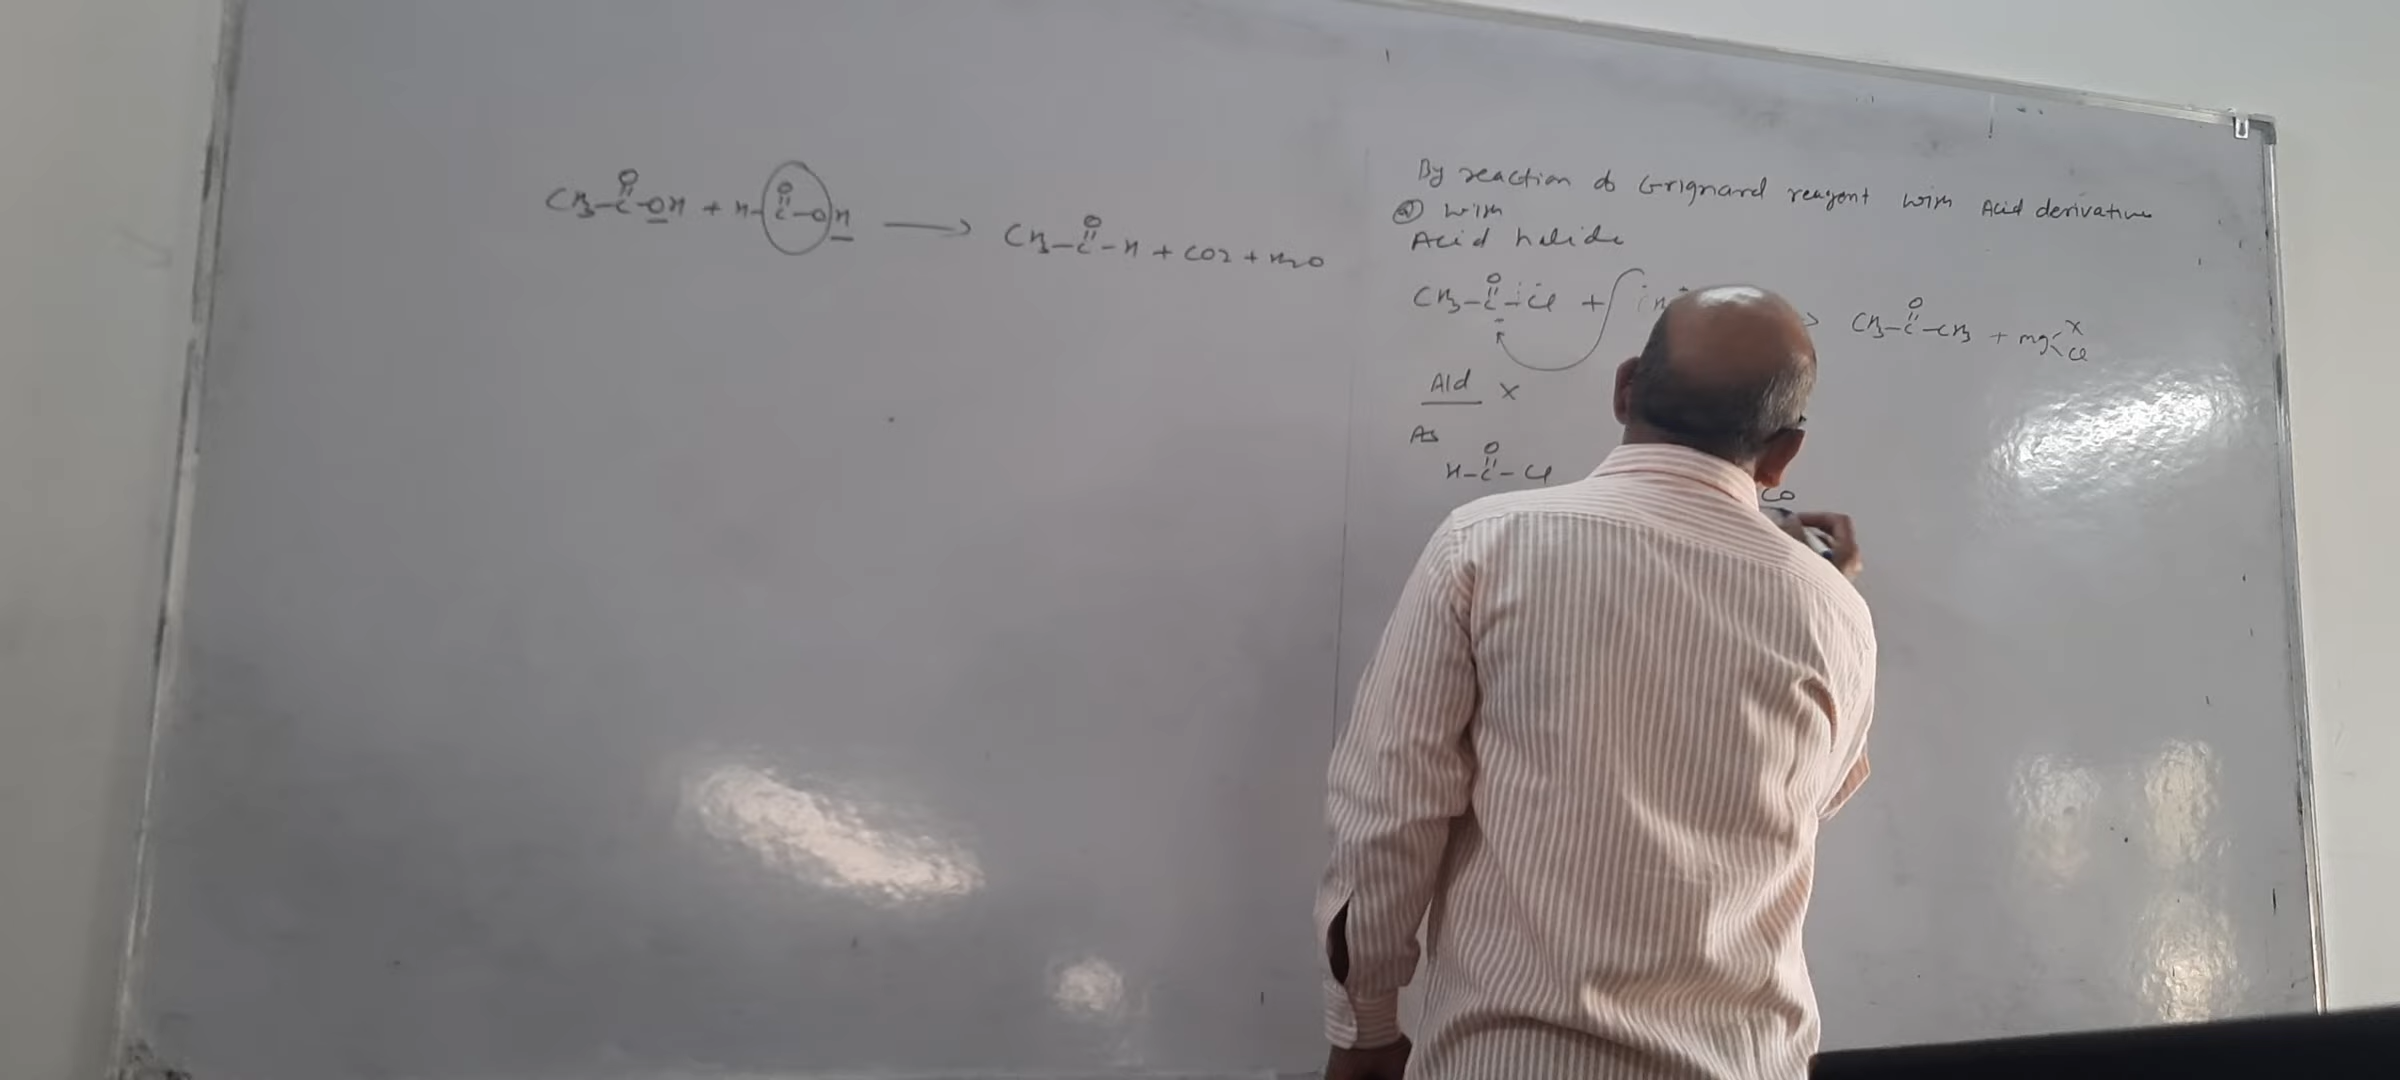 O O O
CH3-C-OH + H-C-OH → CH3-C-H + CO2 + H2O
By reaction of Grignard reagent with Acid derivative
(a) with
Acid halide
CH3-C-Cl + > CH3-C-CH3 + mg<X Cl
Ald X
As
H-C-Cl CO